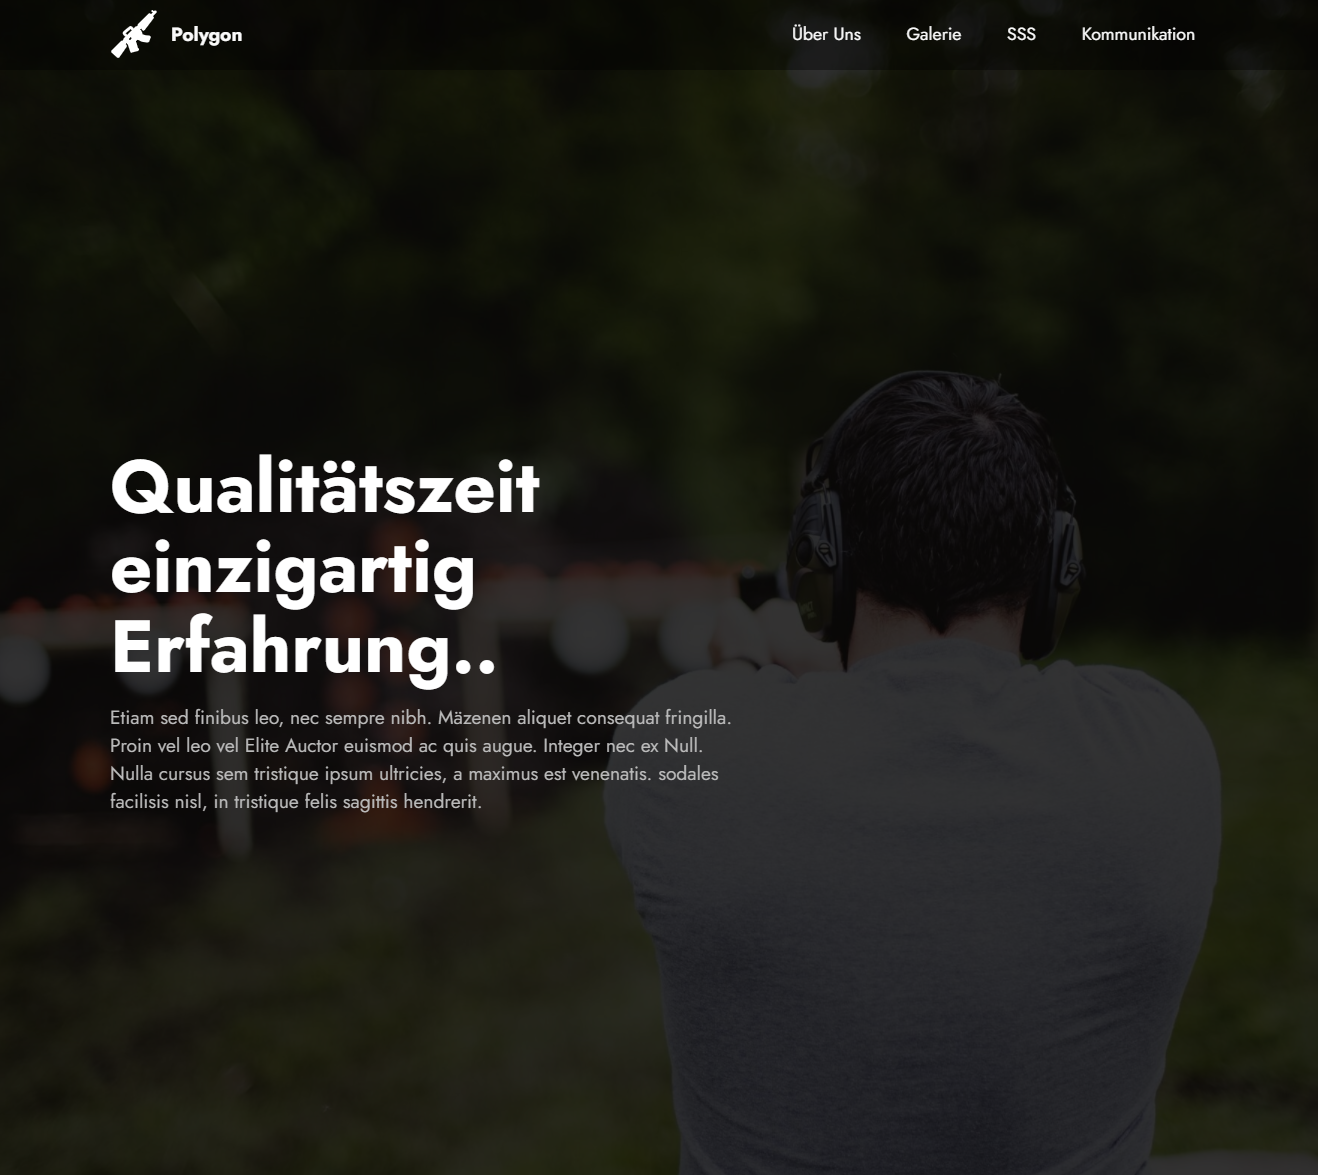 Polygon
Über Uns
Galerie
SSS
Kommunikation
Qualitätszeit
einzigartig
Erfahrung..
Etiam sed finibus leo, nec sempre nibh. Mäzenen aliquet consequat fringilla.
Proin vel leo vel Elite Auctor euismod ac quis augue. Integer nec ex Null.
Nulla cursus sem tristique ipsum ultricies, a maximus est venenatis. sodales
facilisis nisl, in tristique felis sagittis hendrerit.